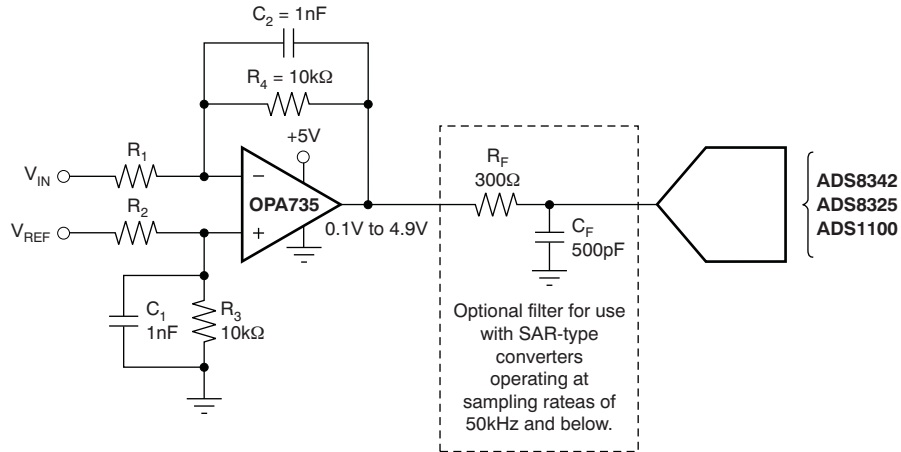 C2 = 1nF
R4 = 10kΩ
+5V
R1
VIN
−
OPA735
R2
VREF
+
0.1V to 4.9V
C1
1nF
R3
10kΩ
RF
300Ω
CF
500pF
Optional filter for use
with SAR-type
converters
operating at
sampling rateas of
50kHz and below.
ADS8342
ADS8325
ADS1100